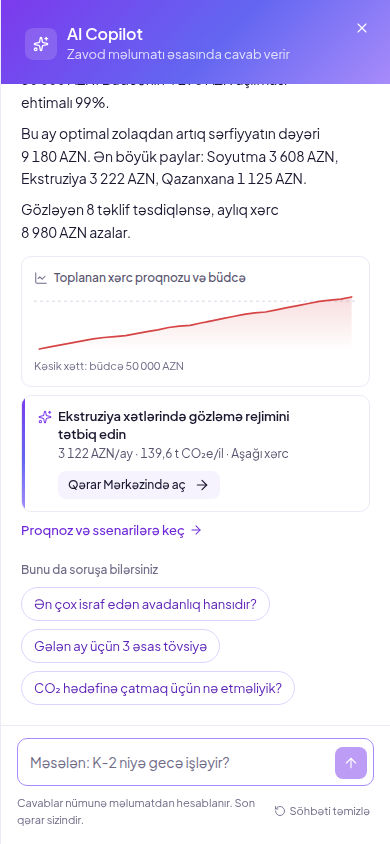 AI Copilot
Zavod məlumatı əsasında cavab verir
ehtimalı 99%.
Bu ay optimal zolaqdan artıq sərfiyyatın dəyəri
9 180 AZN. Ən böyük paylar: Soyutma 3 608 AZN,
Ekstruziya 3 222 AZN, Qazanxana 1 125 AZN.
Gözləyən 8 təklif təsdiqlənsə, aylıq xərc
8 980 AZN azalar.
Toplanan xərc proqnozu və büdcə
Kəsik xətt: büdcə 50 000 AZN
Ekstruziya xətlərində gözləmə rejimini
tətbiq edin
3 122 AZN/ay · 139,6 t CO₂e/il · Aşağı xərc
Qərar Mərkəzində aç
Proqnoz və ssenarilərə keç
Bunu da soruşa bilərsiniz
Ən çox israf edən avadanlıq hansıdır?
Gələn ay üçün 3 əsas tövsiyə
CO₂ hədəfinə çatmaq üçün nə etməliyik?
Məsələn: K-2 niyə gecə işləyir?
Cavablar nümunə məlumatdan hesablanır. Son
qərar sizindir.
Söhbəti təmizlə